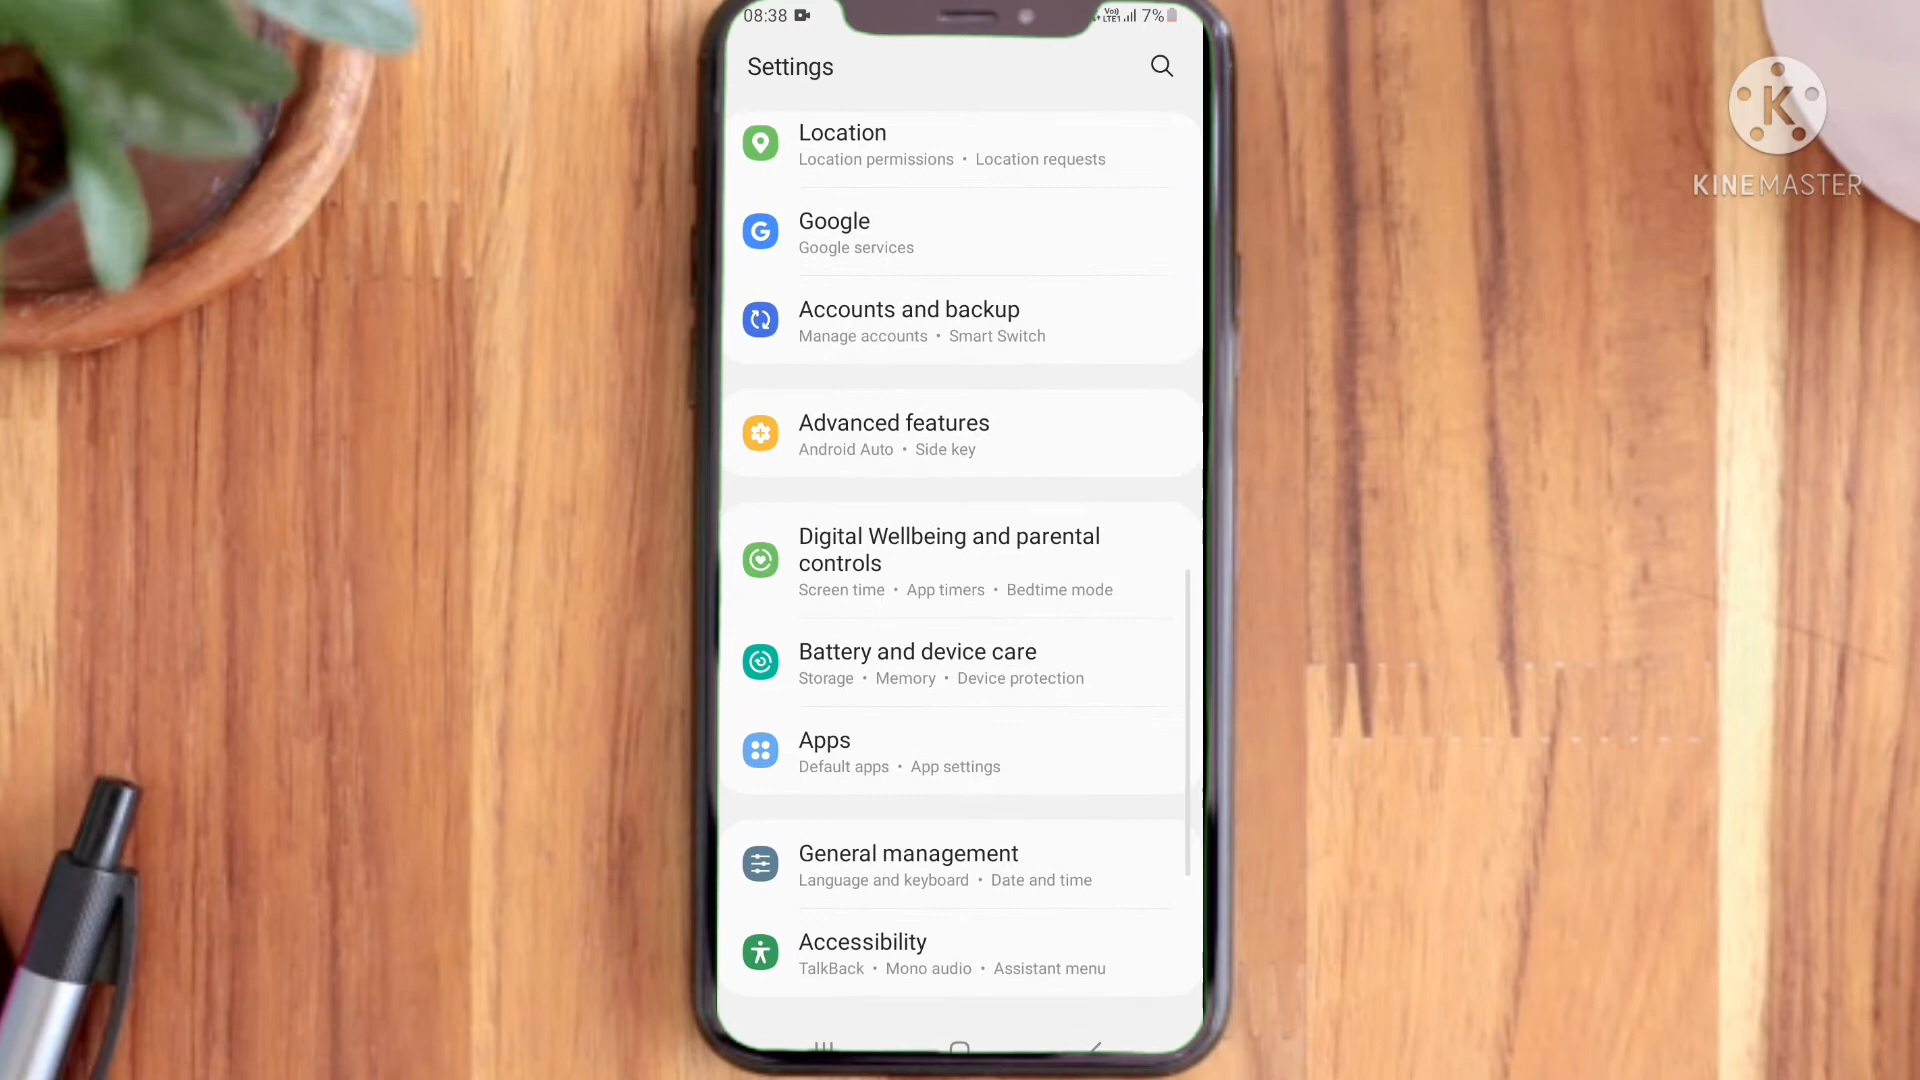 08:38 7%
Settings
Location
Location permissions • Location requests
Google
Google services
Accounts and backup
Manage accounts • Smart Switch
Advanced features
Android Auto • Side key
Digital Wellbeing and parental
controls
Screen time • App timers • Bedtime mode
Battery and device care
Storage • Memory • Device protection
Apps
Default apps • App settings
General management
Language and keyboard • Date and time
Accessibility
TalkBack • Mono audio • Assistant menu
K
KINEMASTER